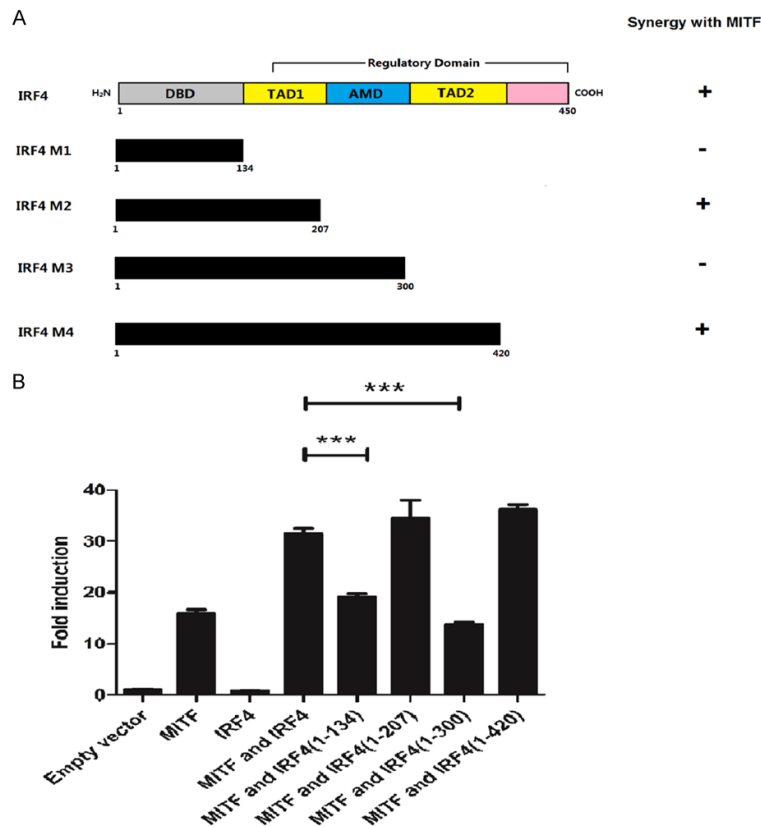 A
Synergy with MITF
Regulatory Domain
IRF4 H₂N DBD TAD1 AMD TAD2 COOH +
1 450
IRF4 M1 -
1 134
IRF4 M2 +
1 207
IRF4 M3 -
1 300
IRF4 M4 +
1 420
B
***
***
40
30
20
10
0
Fold induction
Empty vector
MITF
IRF4
MITF and IRF4
MITF and IRF4(1-134)
MITF and IRF4(1-207)
MITF and IRF4(1-300)
MITF and IRF4(1-420)